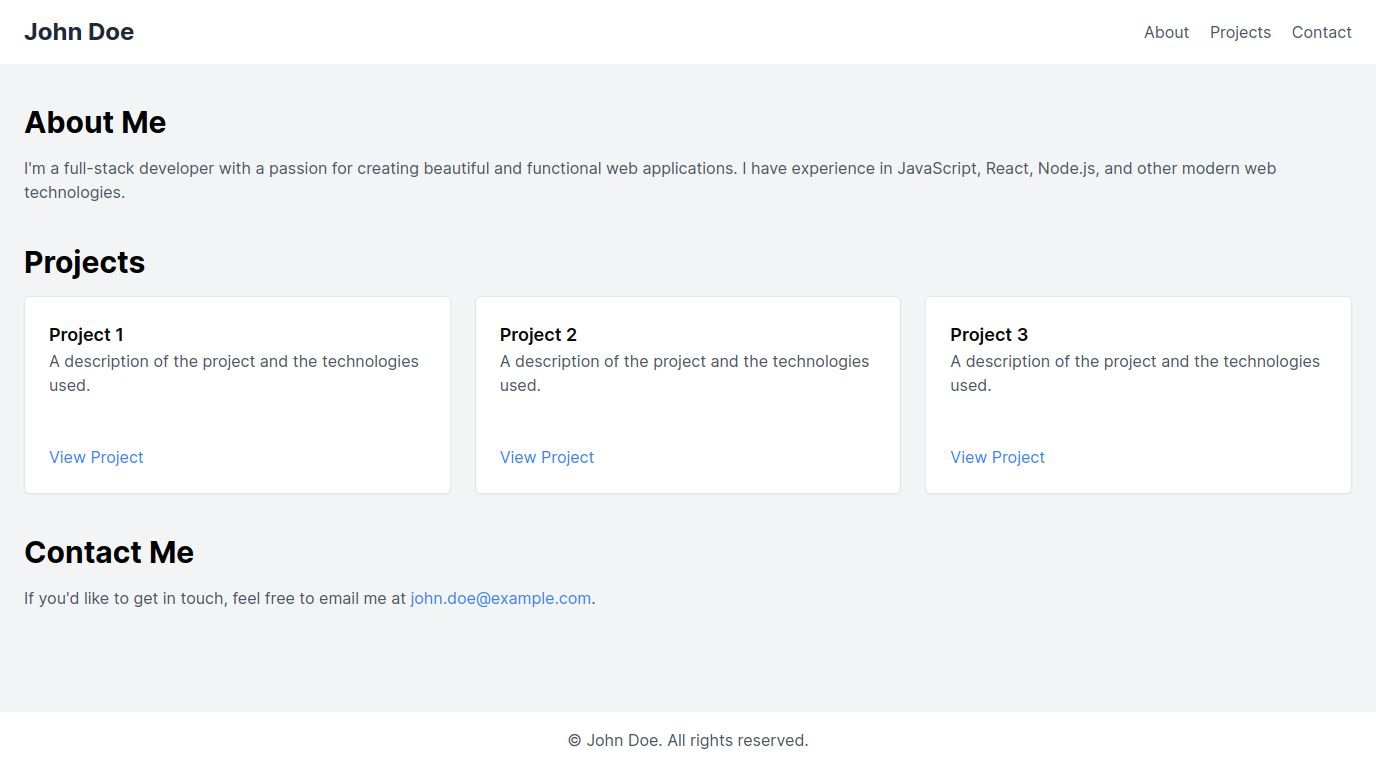 John Doe
About Projects Contact
About Me
I'm a full-stack developer with a passion for creating beautiful and functional web applications. I have experience in JavaScript, React, Node.js, and other modern web
technologies.
Projects
Project 1
A description of the project and the technologies
used.
View Project
Project 2
A description of the project and the technologies
used.
View Project
Project 3
A description of the project and the technologies
used.
View Project
Contact Me
If you'd like to get in touch, feel free to email me at john.doe@example.com.
© John Doe. All rights reserved.